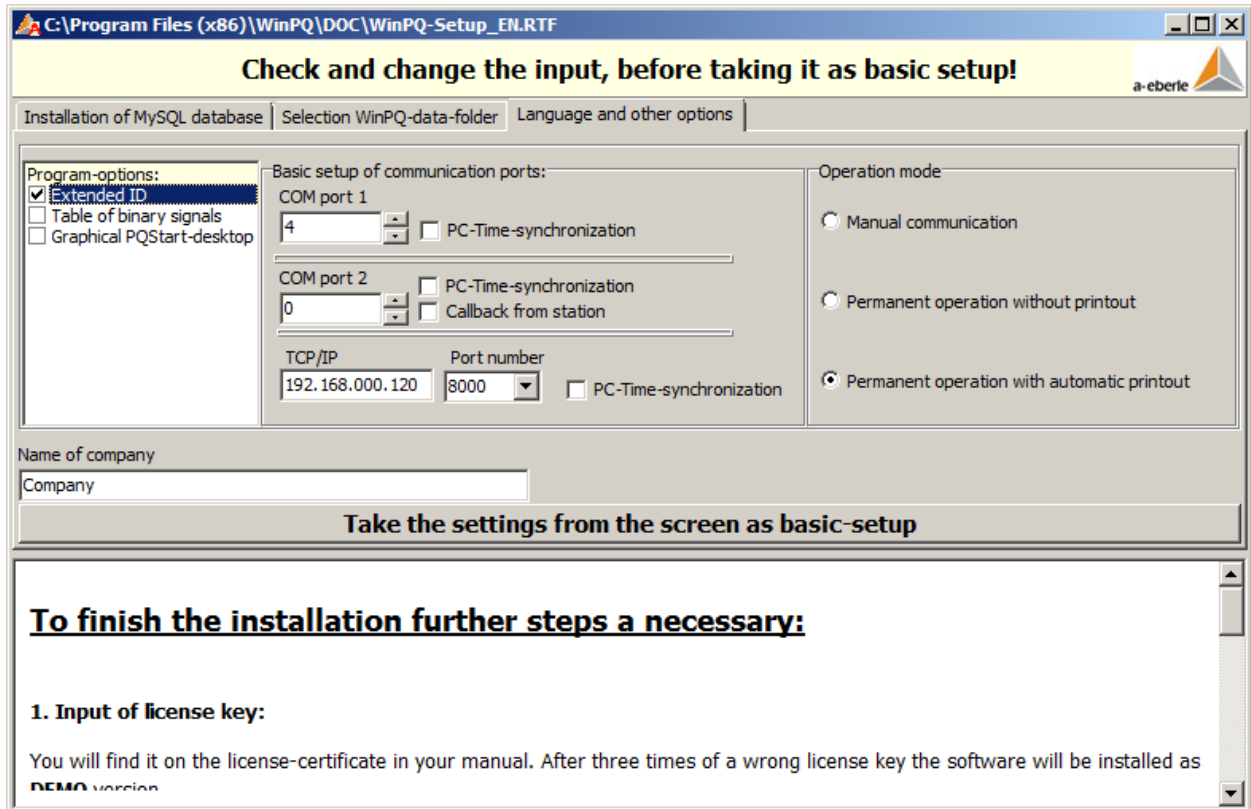 C:\Program Files (x86)\WinPQ\DOC\WinPQ-Setup_EN.RTF
Check and change the input, before taking it as basic setup!
a-eberle
Installation of MySQL database
Selection WinPQ-data-folder
Language and other options
Program-options:
Extended ID
Table of binary signals
Graphical PQStart-desktop
Basic setup of communication ports:
COM port 1
4
PC-Time-synchronization
COM port 2
0
PC-Time-synchronization
Callback from station
TCP/IP
Port number
192.168.000.120
8000
PC-Time-synchronization
Operation mode
Manual communication
Permanent operation without printout
Permanent operation with automatic printout
Name of company
Company
Take the settings from the screen as basic-setup
To finish the installation further steps a necessary:
1. Input of license key:
You will find it on the license-certificate in your manual. After three times of a wrong license key the software will be installed as
DEMO version